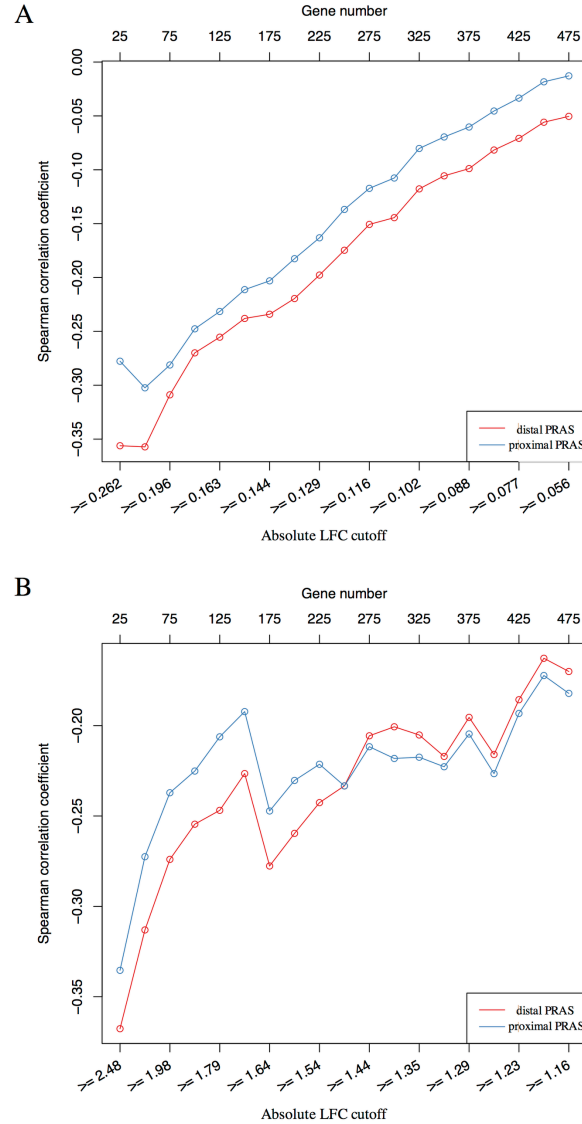 A
Gene number
25 75 125 175 225 275 325 375 425 475
Spearman correlation coefficient
0.00
−0.05
−0.10
−0.15
−0.20
−0.25
−0.30
−0.35
distal PRAS
proximal PRAS
>= 0.262 >= 0.196 >= 0.163 >= 0.144 >= 0.129 >= 0.116 >= 0.102 >= 0.088 >= 0.077 >= 0.056
Absolute LFC cutoff
B
Gene number
25 75 125 175 225 275 325 375 425 475
Spearman correlation coefficient
−0.20
−0.25
−0.30
−0.35
distal PRAS
proximal PRAS
>= 2.48 >= 1.98 >= 1.79 >= 1.64 >= 1.54 >= 1.44 >= 1.35 >= 1.29 >= 1.23 >= 1.16
Absolute LFC cutoff